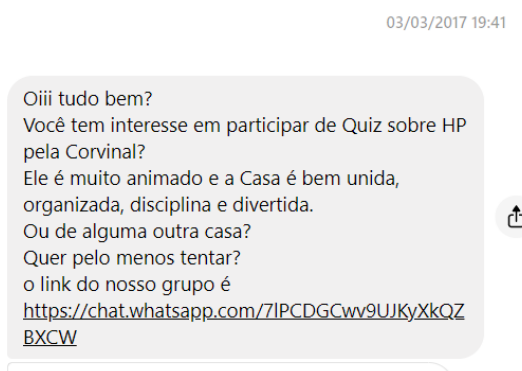 03/03/2017 19:41
Oiii tudo bem?
Você tem interesse em participar de Quiz sobre HP
pela Corvinal?
Ele é muito animado e a Casa é bem unida,
organizada, disciplina e divertida.
Ou de alguma outra casa?
Quer pelo menos tentar?
o link do nosso grupo é
https://chat.whatsapp.com/7lPCDGCwv9UJKyXkQZ
BXCW